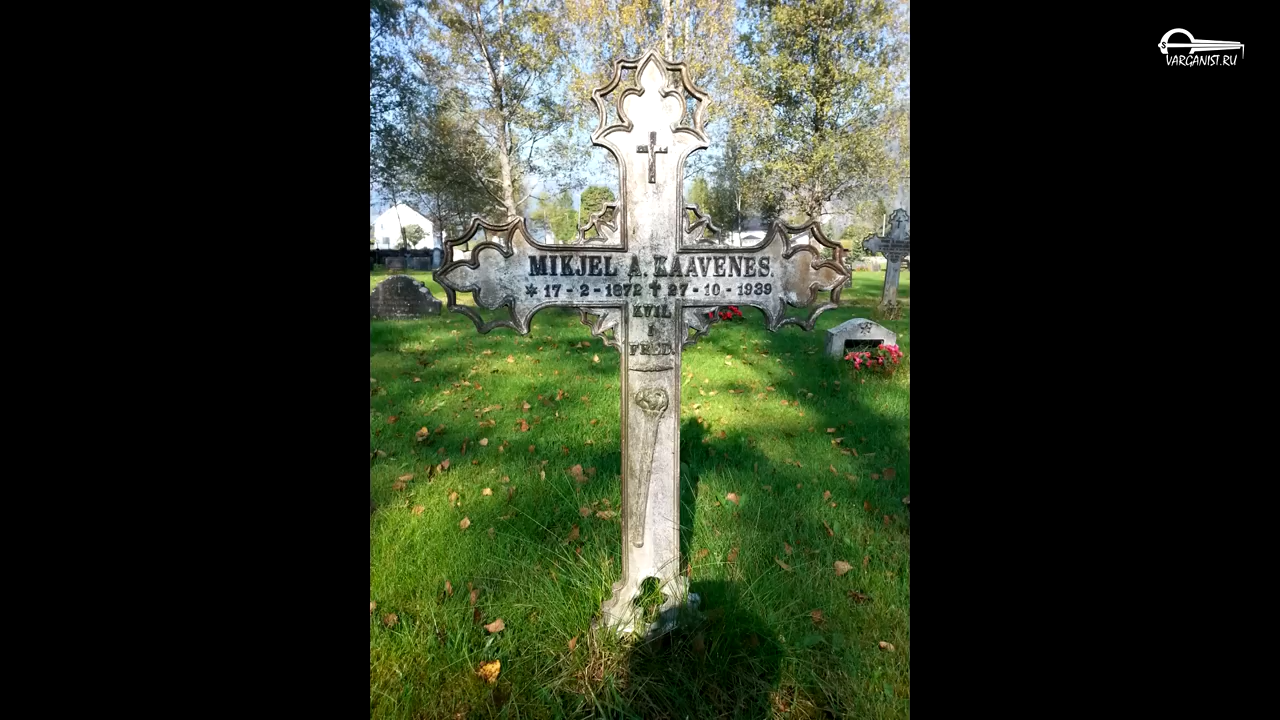 VARGANIST.RU
MIKJEL A. KAAVENES.
* 17 - 2 - 1872 ✝ 27 - 10 - 1939
KVIL
I
FRED.